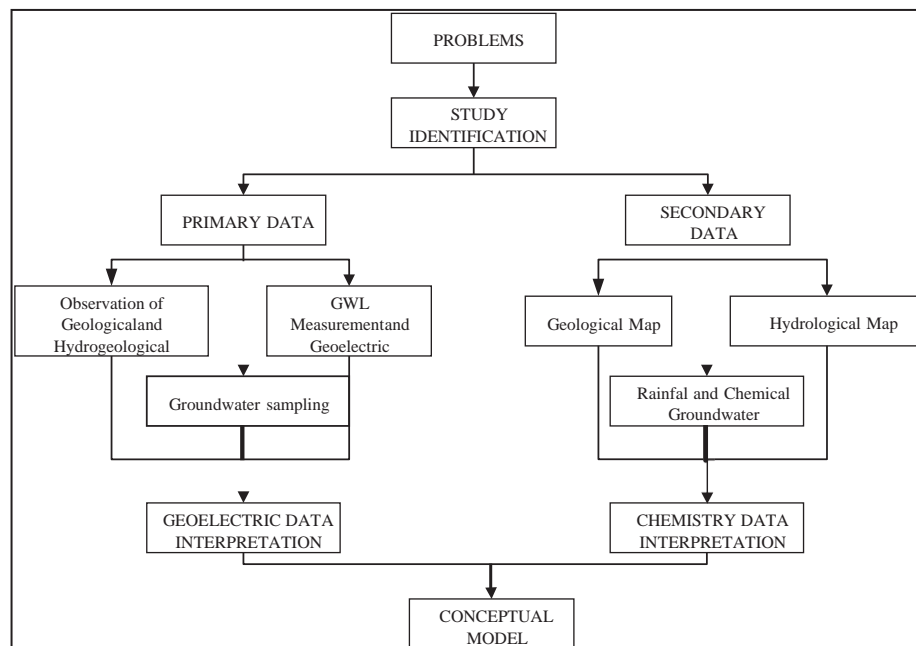 PROBLEMS
STUDY
IDENTIFICATION
PRIMARY DATA
SECONDARY
DATA
Observation of
Geologicaland
Hydrogeological
GWL
Measurementand
Geoelectric
Geological Map
Hydrological Map
Groundwater sampling
Rainfal and Chemical
Groundwater
GEOELECTRIC DATA
INTERPRETATION
CHEMISTRY DATA
INTERPRETATION
CONCEPTUAL
MODEL